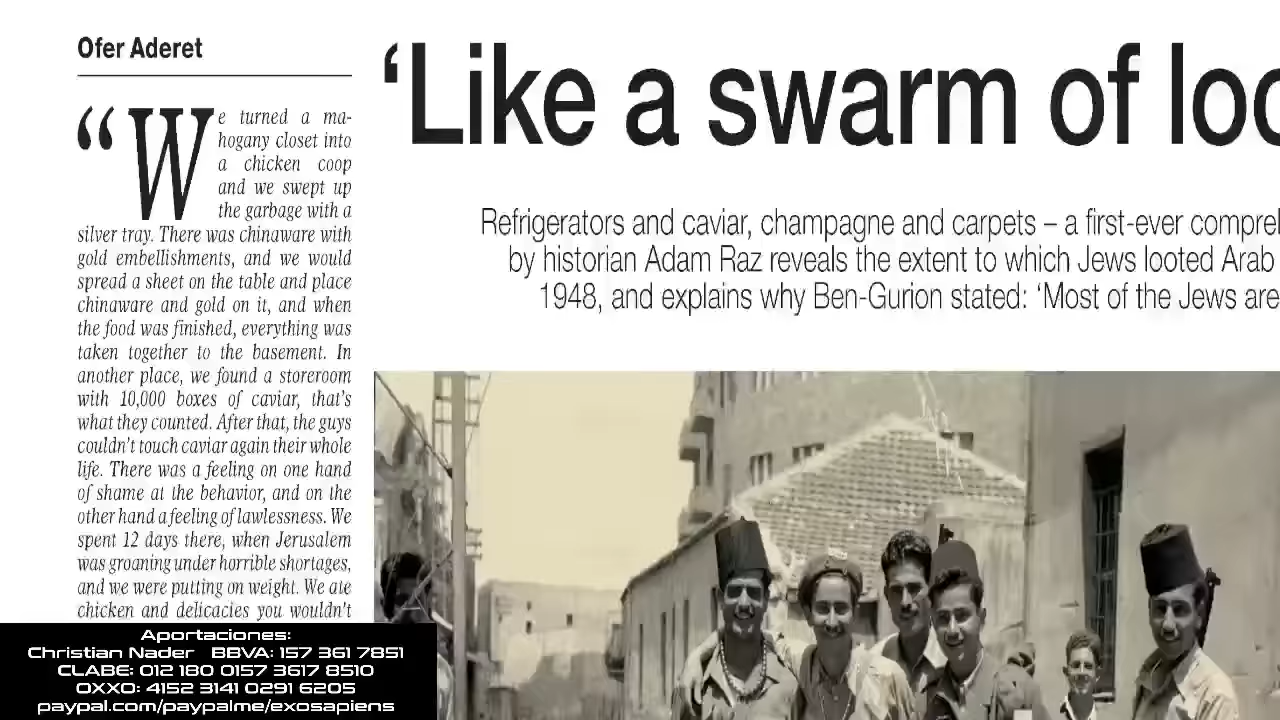 Ofer Aderet
‘Like a swarm of loc
Refrigerators and caviar, champagne and carpets – a first-ever compre
by historian Adam Raz reveals the extent to which Jews looted Arab
1948, and explains why Ben-Gurion stated: ‘Most of the Jews are
“We turned a ma-
hogany closet into
a chicken coop
and we swept up
the garbage with a
silver tray. There was chinaware with
gold embellishments, and we would
spread a sheet on the table and place
chinaware and gold on it, and when
the food was finished, everything was
taken together to the basement. In
another place, we found a storeroom
with 10,000 boxes of caviar, that’s
what they counted. After that, the guys
couldn’t touch caviar again their whole
life. There was a feeling on one hand
of shame at the behavior, and on the
other hand a feeling of lawlessness. We
spent 12 days there, when Jerusalem
was groaning under horrible shortages,
and we were putting on weight. We ate
chicken and delicacies you wouldn’t
Aportaciones:
Christian Nader BBVA: 157 361 7851
CLABE: 012 180 0157 3617 8510
OXXO: 4152 3141 0291 6205
paypal.com/paypalme/exosapiens